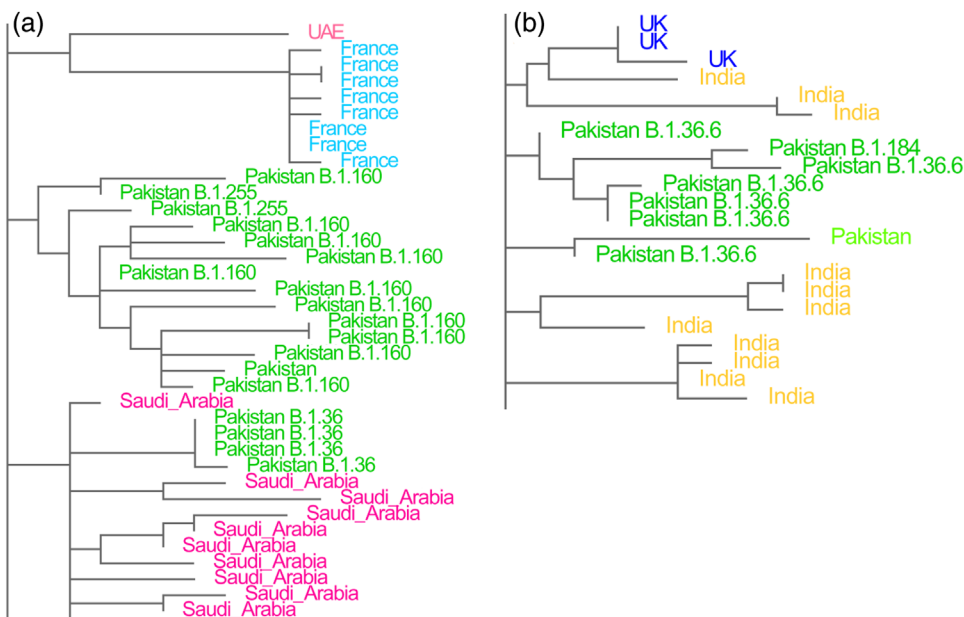 (a)
UAE
France
France
France
France
France
France
France
France
Pakistan B.1.160
Pakistan B.1.255
Pakistan B.1.255
Pakistan B.1.160
Pakistan B.1.160
Pakistan B.1.160
Pakistan B.1.160
Pakistan B.1.160
Pakistan B.1.160
Pakistan B.1.160
Pakistan B.1.160
Pakistan B.1.160
Pakistan
Pakistan B.1.160
Saudi_Arabia
Pakistan B.1.36
Pakistan B.1.36
Pakistan B.1.36
Pakistan B.1.36
Saudi_Arabia
Saudi_Arabia
Saudi_Arabia
Saudi_Arabia
Saudi_Arabia
Saudi_Arabia
Saudi_Arabia
Saudi_Arabia
Saudi_Arabia
(b)
UK
UK
UK
India
India
India
Pakistan B.1.36.6
Pakistan B.1.184
Pakistan B.1.36.6
Pakistan B.1.36.6
Pakistan B.1.36.6
Pakistan B.1.36.6
Pakistan
Pakistan B.1.36.6
India
India
India
India
India
India
India
India